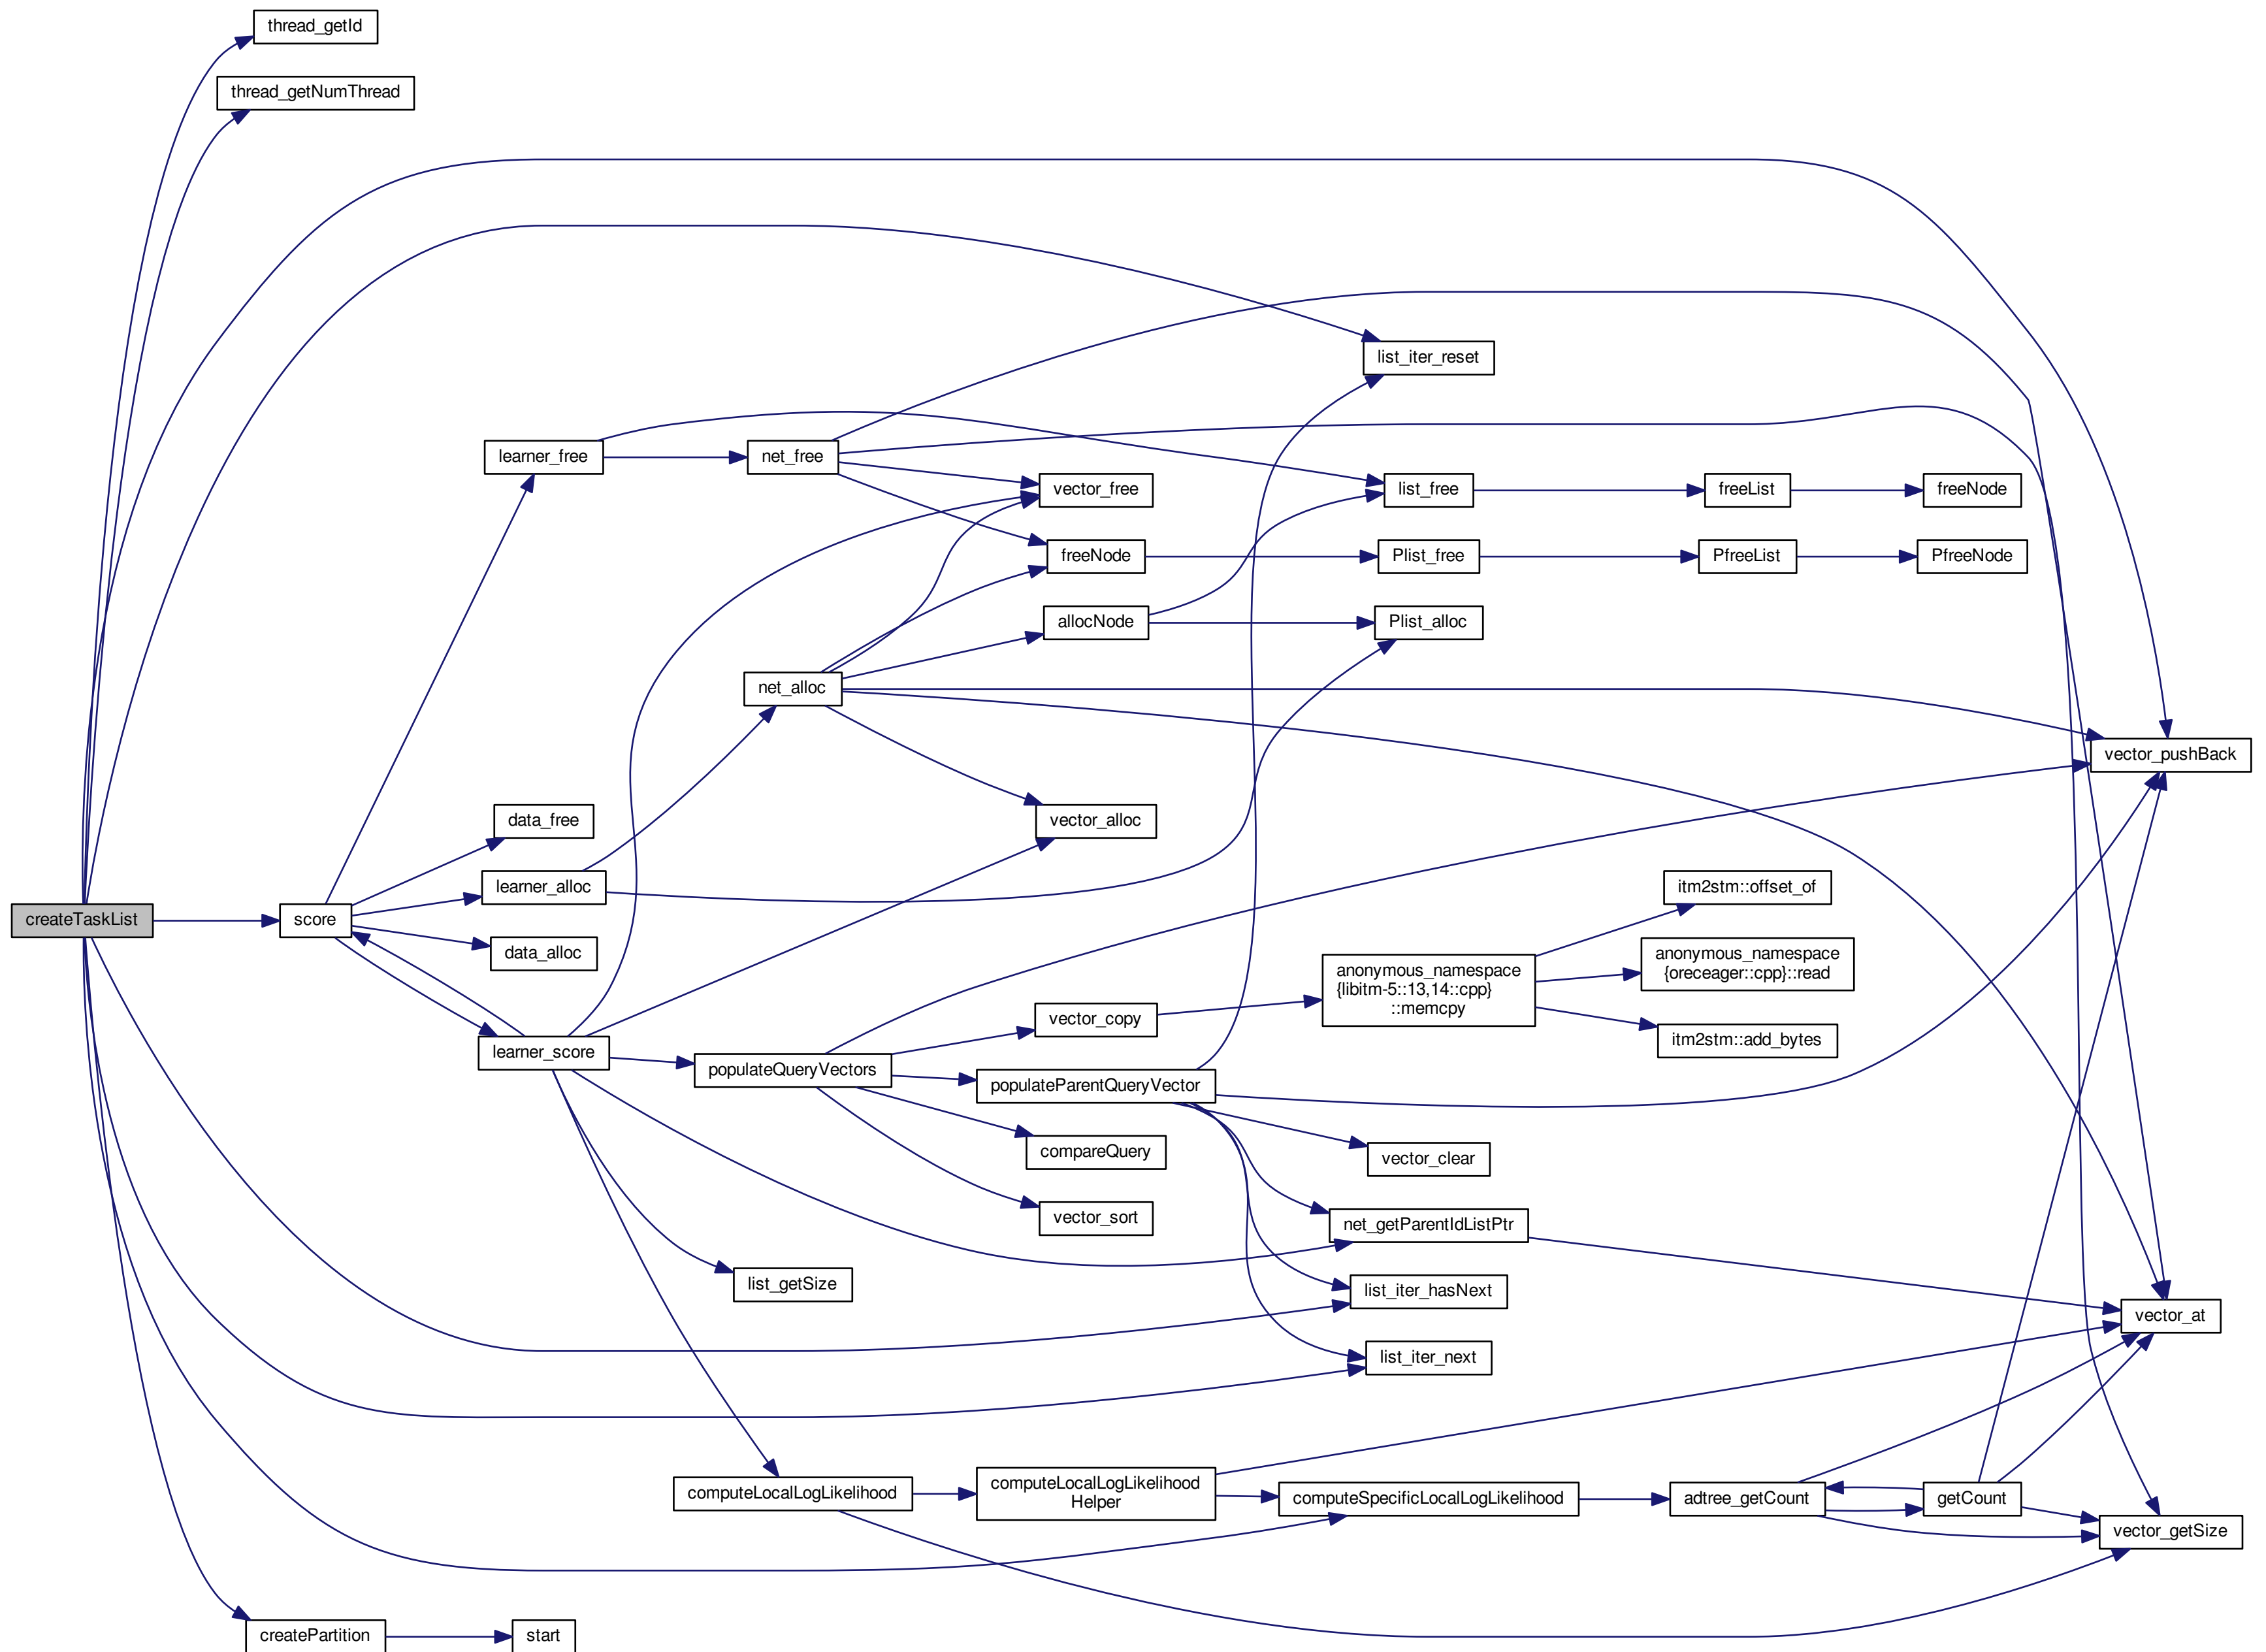 thread_getId
thread_getNumThread
list_iter_reset
learner_free
net_free
vector_free
list_free
freeList
freeNode
freeNode
Plist_free
PfreeList
PfreeNode
allocNode
Plist_alloc
net_alloc
vector_pushBack
data_free
vector_alloc
learner_alloc
itm2stm::offset_of
createTaskList
score
data_alloc
anonymous_namespace
{libitm-5::13,14::cpp}
::memcpy
anonymous_namespace
{oreceager::cpp}::read
vector_copy
itm2stm::add_bytes
learner_score
populateQueryVectors
populateParentQueryVector
compareQuery
vector_clear
vector_sort
net_getParentIdListPtr
list_getSize
list_iter_hasNext
vector_at
list_iter_next
computeLocalLogLikelihood
computeLocalLogLikelihood
Helper
computeSpecificLocalLogLikelihood
adtree_getCount
getCount
vector_getSize
createPartition
start